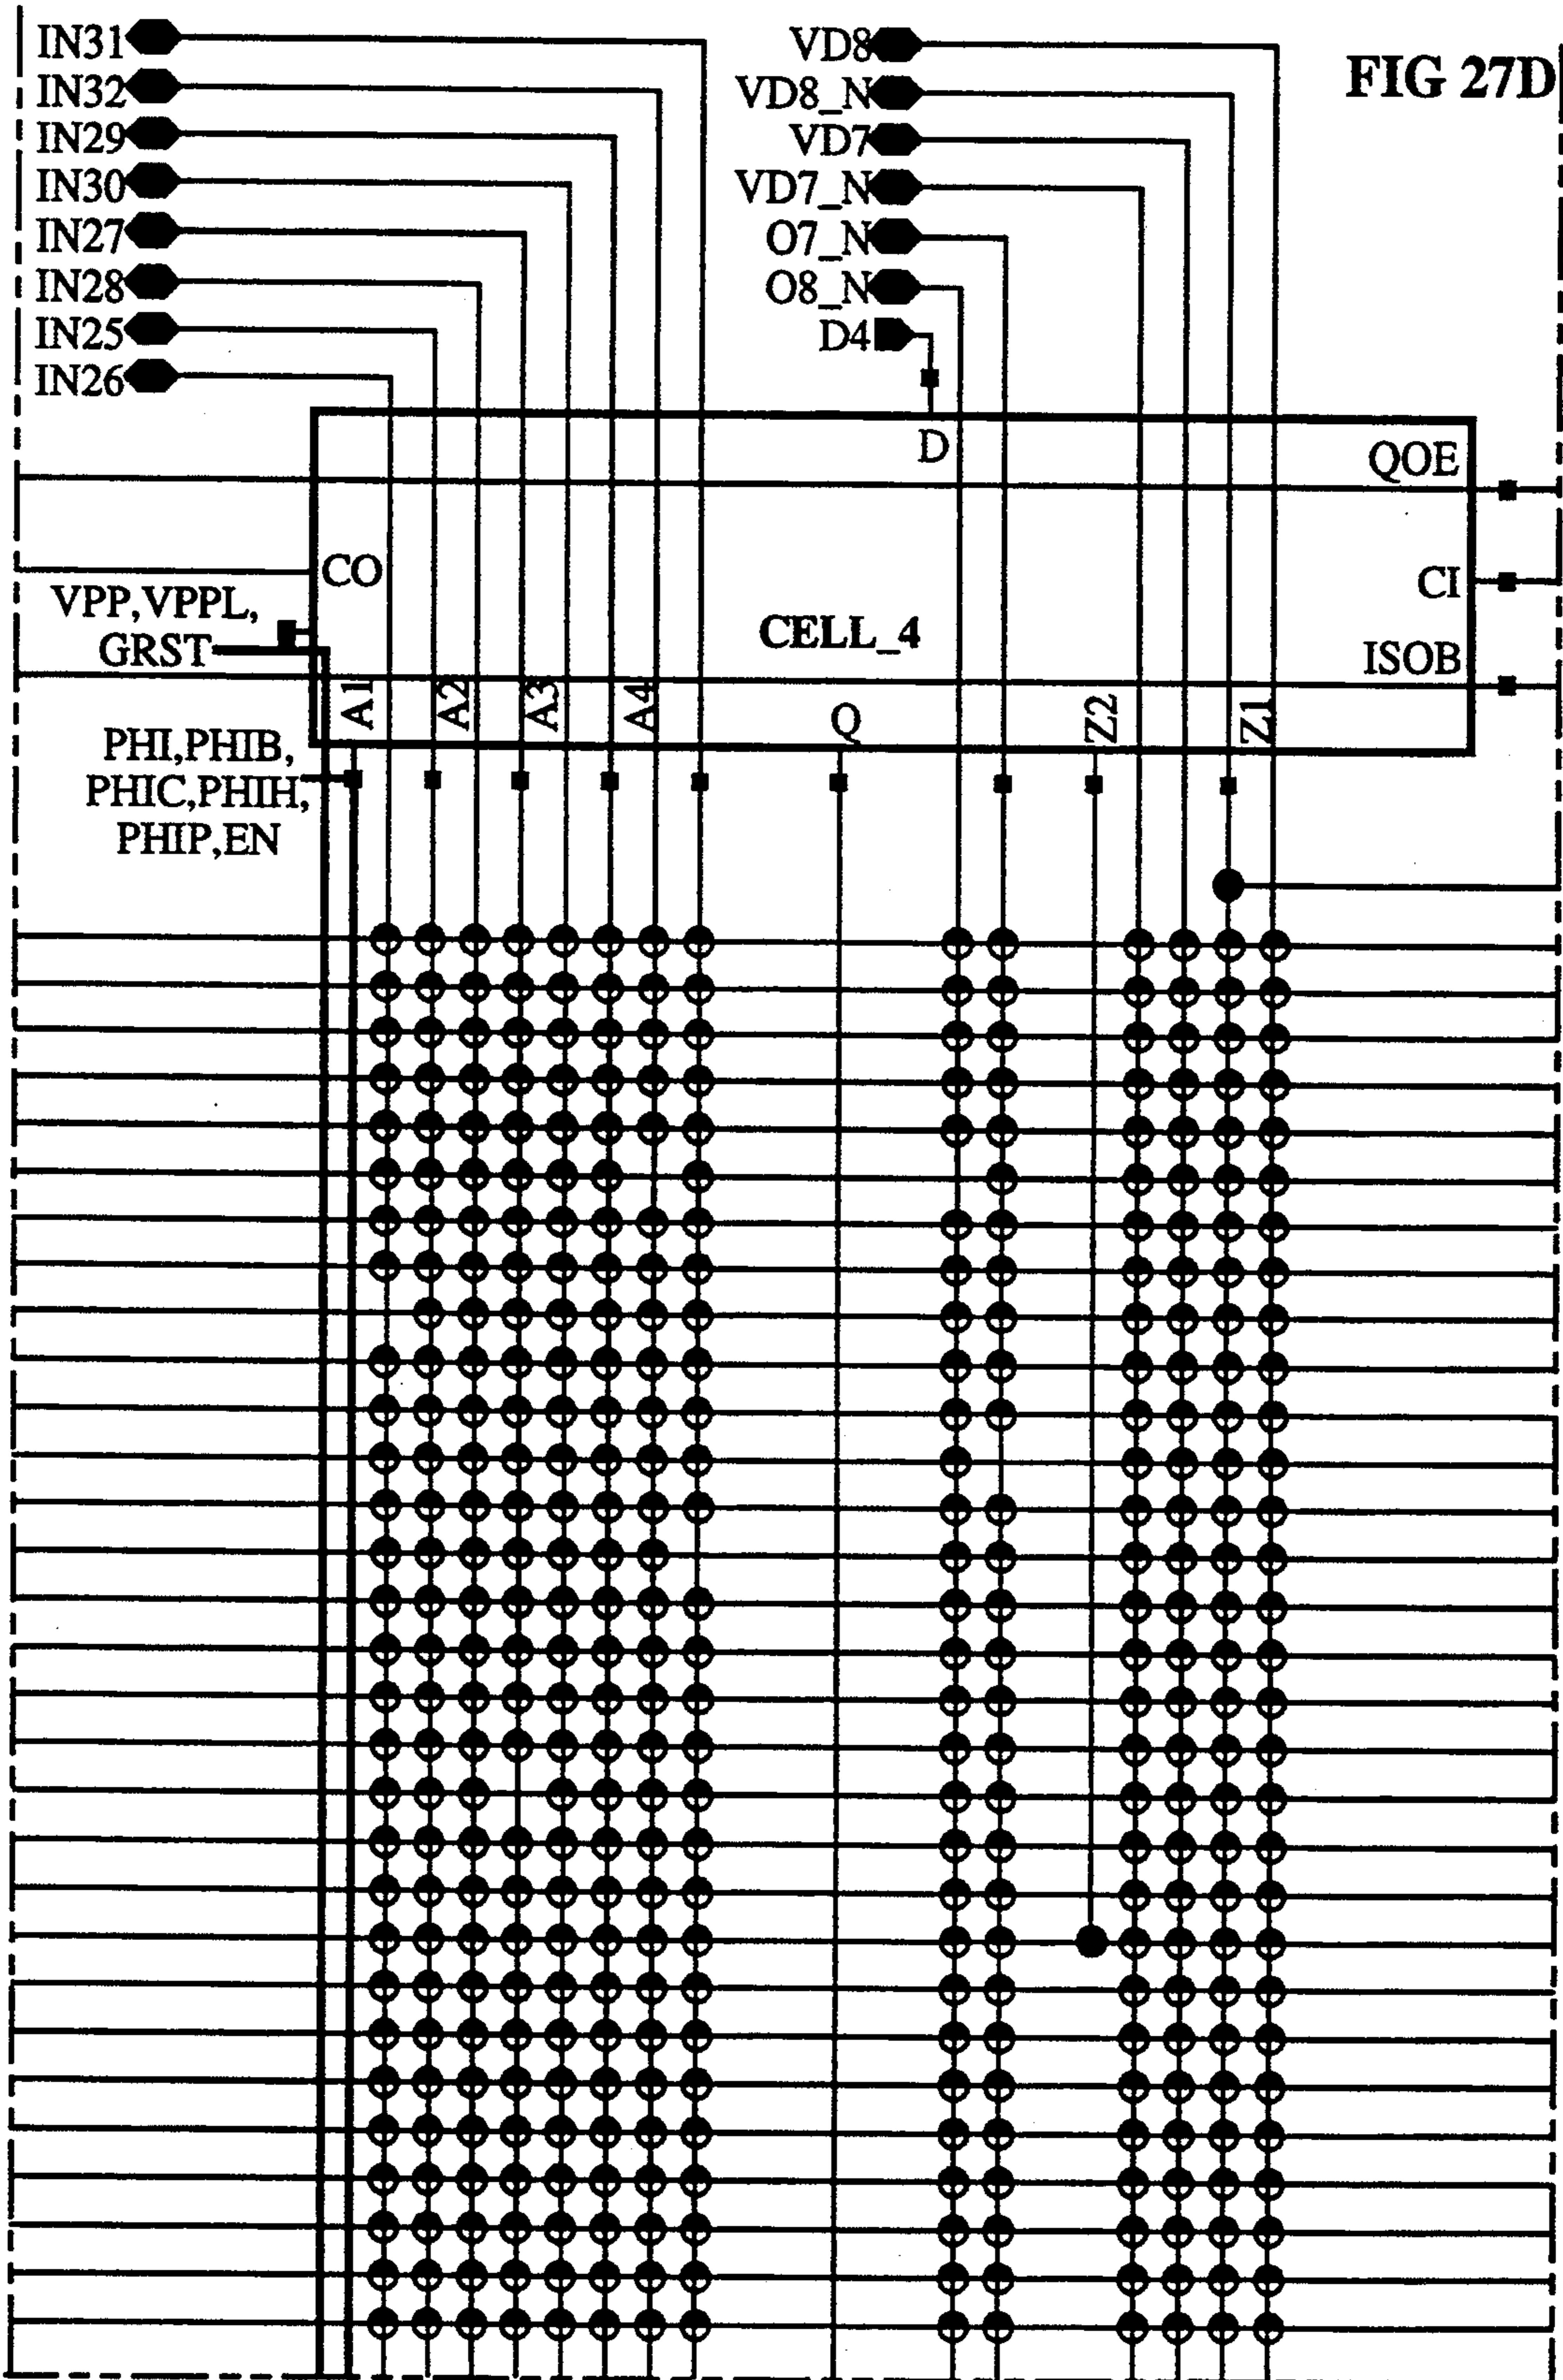 FIG 27D
IN31
IN32
IN29
IN30
IN27
IN28
IN25
IN26
VD8
VD8_N
VD7
VD7_N
O7_N
O8_N
D4
D
QOE
CO
CI
VPP,VPPL,
GRST
CELL_4
ISOB
A1
A2
A3
A4
Q
Z2
Z1
PHI,PHIB,
PHIC,PHIH,
PHIP,EN